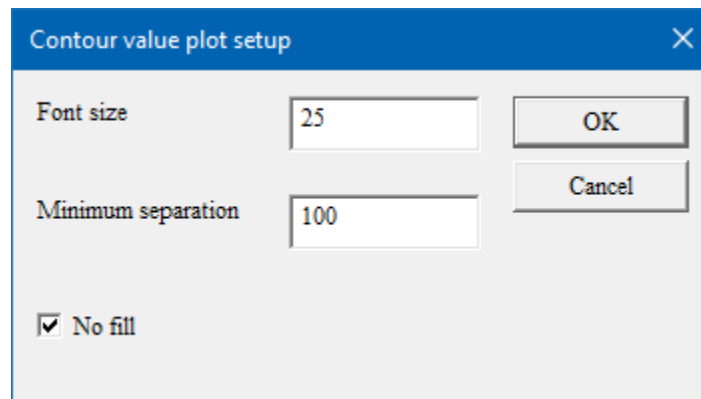 Contour value plot setup
Font size
25
OK
Cancel
Minimum separation
100
No fill